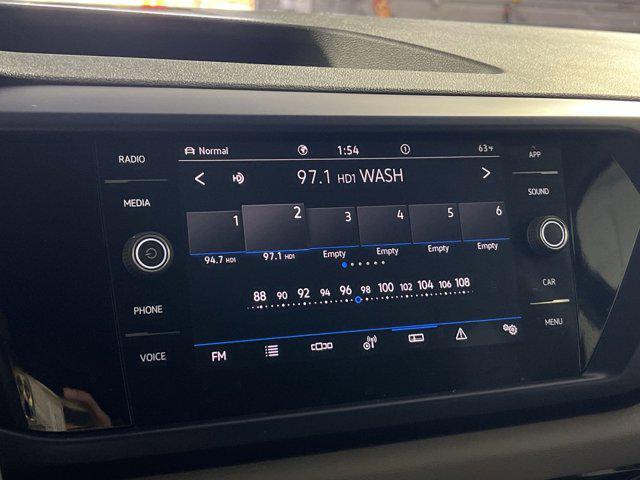 RADIO
Normal 1:54 63°F
APP
MEDIA
97.1 HD1 WASH
SOUND
1 2 3 4 5 6
94.7 HD1 97.1 HD1 Empty Empty Empty Empty
88 90 92 94 96 98 100 102 104 106 108
PHONE
CAR
VOICE
FM
MENU